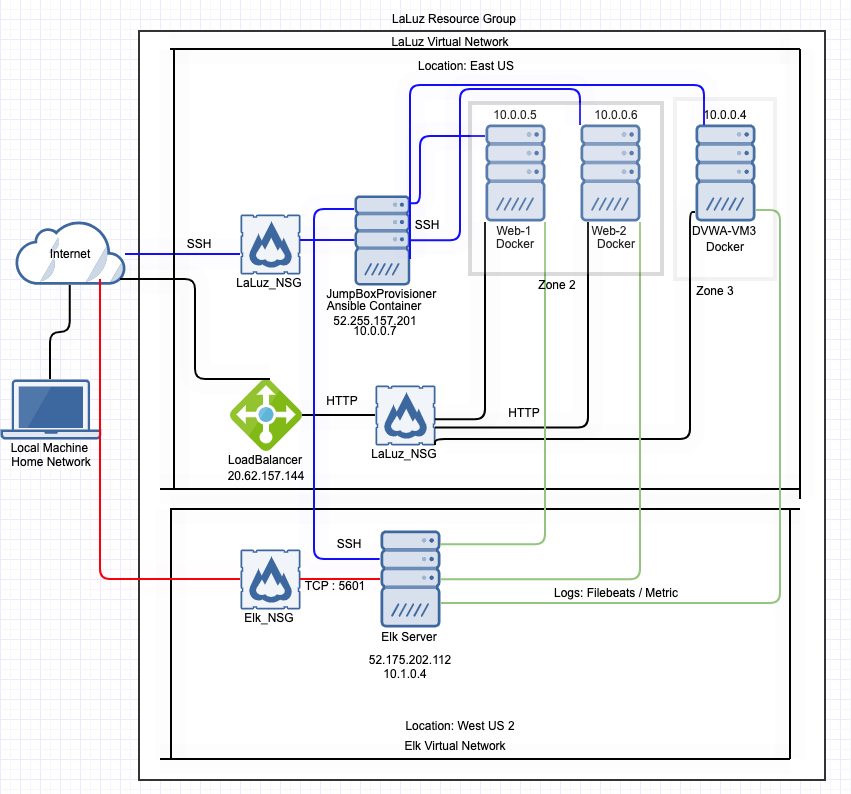 LaLuz Resource Group
LaLuz Virtual Network
Location: East US
10.0.0.5
10.0.0.6
10.0.0.4
SSH
Web-1
Docker
Web-2
Docker
DVWA-VM3
Docker
Internet
SSH
LaLuz_NSG
JumpBoxProvisioner
Ansible Container
52.255.157.201
10.0.0.7
Zone 2
Zone 3
HTTP
HTTP
LaLuz_NSG
LoadBalancer
20.62.157.144
Local Machine
Home Network
SSH
TCP : 5601
Logs: Filebeats / Metric
Elk_NSG
Elk Server
52.175.202.112
10.1.0.4
Location: West US 2
Elk Virtual Network